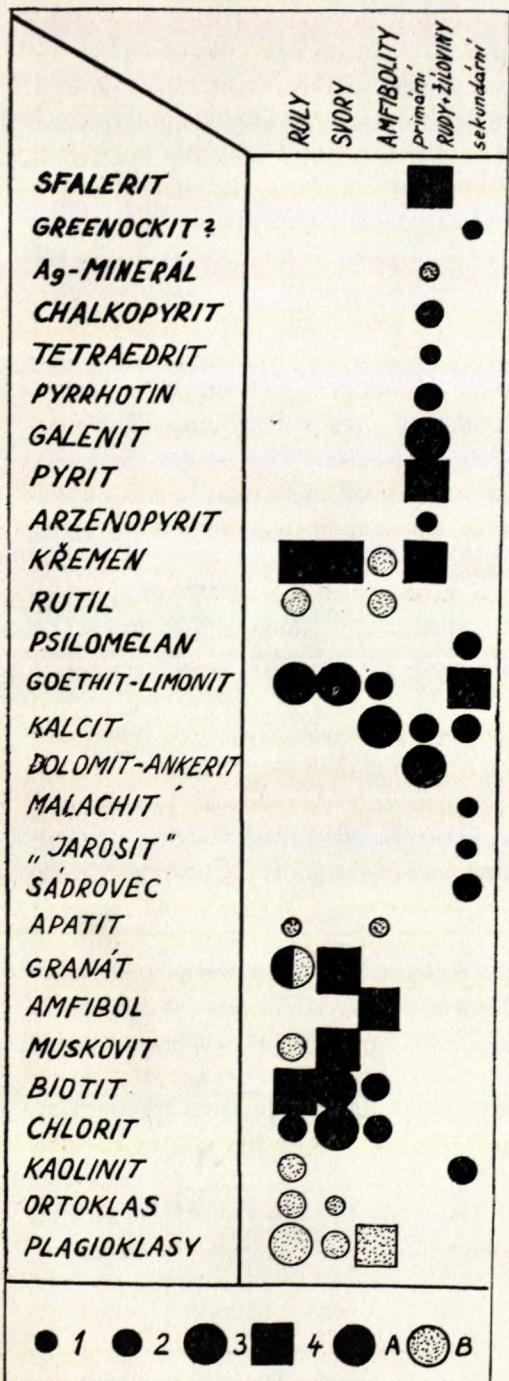 RULY
SVORY
AMFIBOLITY
primární
RUDY+ŽILOVINY
sekundární
SFALERIT
GREENOCKIT?
Ag-MINERÁL
CHALKOPYRIT
TETRAEDRIT
PYRRHOTIN
GALENIT
PYRIT
ARZENOPYRIT
KŘEMEN
RUTIL
PSILOMELAN
GOETHIT-LIMONIT
KALCIT
DOLOMIT-ANKERIT
MALACHIT
„JAROSIT"
SÁDROVEC
APATIT
GRANÁT
AMFIBOL
MUSKOVIT
BIOTIT
CHLORIT
KAOLINIT
ORTOKLAS
PLAGIOKLASY
1 2 3 4 A B